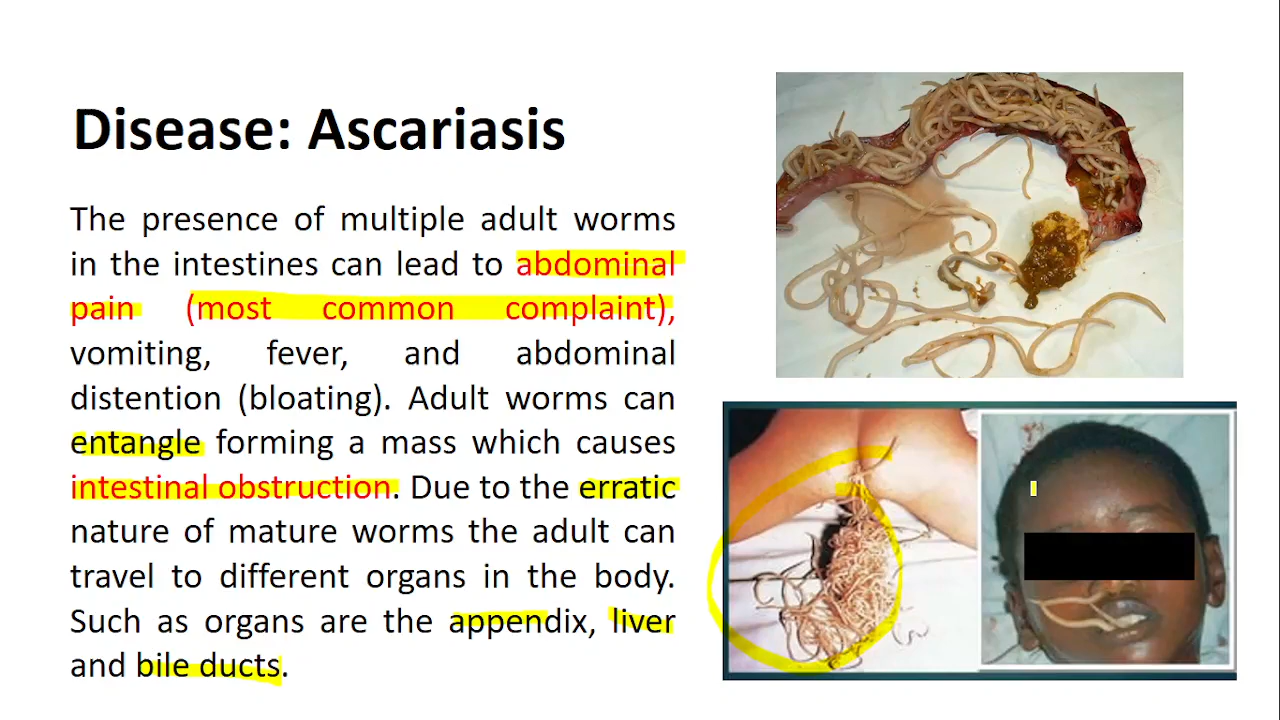 Disease: Ascariasis
The presence of multiple adult worms
in the intestines can lead to abdominal
pain (most common complaint),
vomiting, fever, and abdominal
distention (bloating). Adult worms can
entangle forming a mass which causes
intestinal obstruction. Due to the erratic
nature of mature worms the adult can
travel to different organs in the body.
Such as organs are the appendix, liver
and bile ducts.